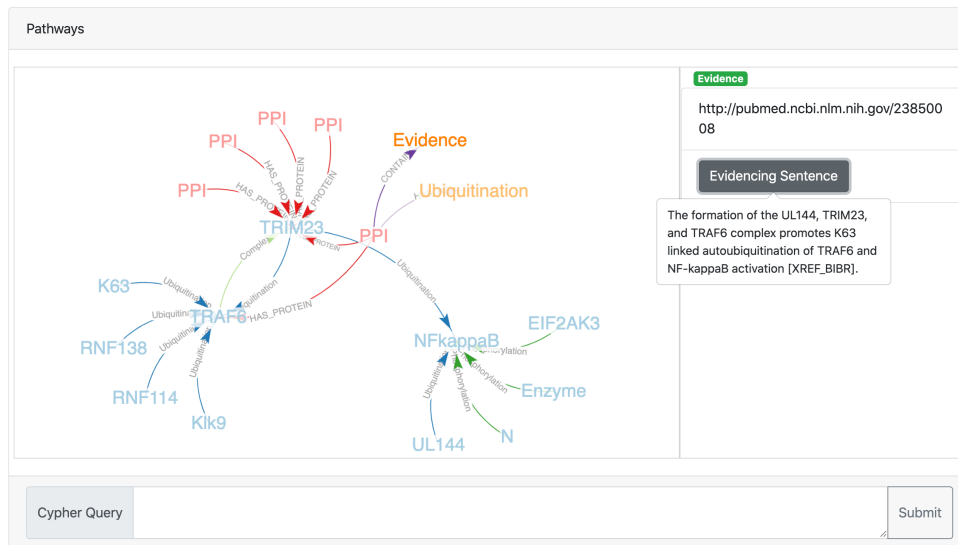 Pathways
Evidence
http://pubmed.ncbi.nlm.nih.gov/23850008
Evidencing Sentence
The formation of the UL144, TRIM23,
and TRAF6 complex promotes K63
linked autoubiquitination of TRAF6 and
NF-kappaB activation [XREF_BIBR].
PPI
PPI
PPI
PPI
Evidence
Ubiquitination
TRIM23
PPI
K63
TRAF6
HAS_PROTEIN
Ubiquitination
RNF138
RNF114
Klk9
NFkappaB
EIF2AK3
Enzyme
N
UL144
Cypher Query
Submit